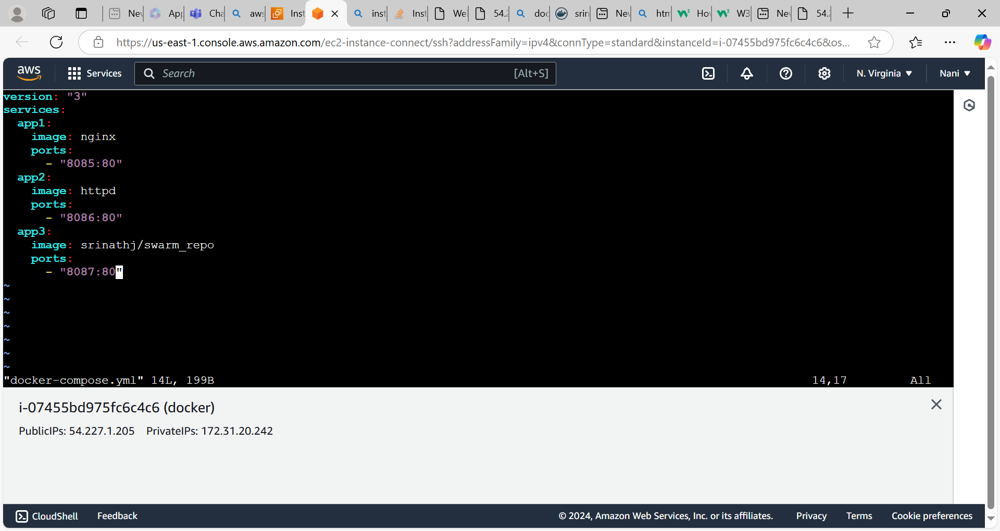 New
App
Cha
aws
Inst
inst
Inst
Wel
54.2
doc
srin
New
htm
Ho
W3
New
54.2
https://us-east-1.console.aws.amazon.com/ec2-instance-connect/ssh?addressFamily=ipv4&connType=standard&instanceId=i-07455bd975fc6c4c6&os...
aws
Services
Search
[Alt+S]
N. Virginia
Nani
version: "3"
services:
  app1:
    image: nginx
    ports:
      - "8085:80"
  app2:
    image: httpd
    ports:
      - "8086:80"
  app3:
    image: srinathj/swarm_repo
    ports:
      - "8087:80"
~
~
~
~
~
~
~
"docker-compose.yml" 14L, 199B 14,17 All
i-07455bd975fc6c4c6 (docker)
PublicIPs: 54.227.1.205 PrivateIPs: 172.31.20.242
CloudShell Feedback © 2024, Amazon Web Services, Inc. or its affiliates. Privacy Terms Cookie preferences